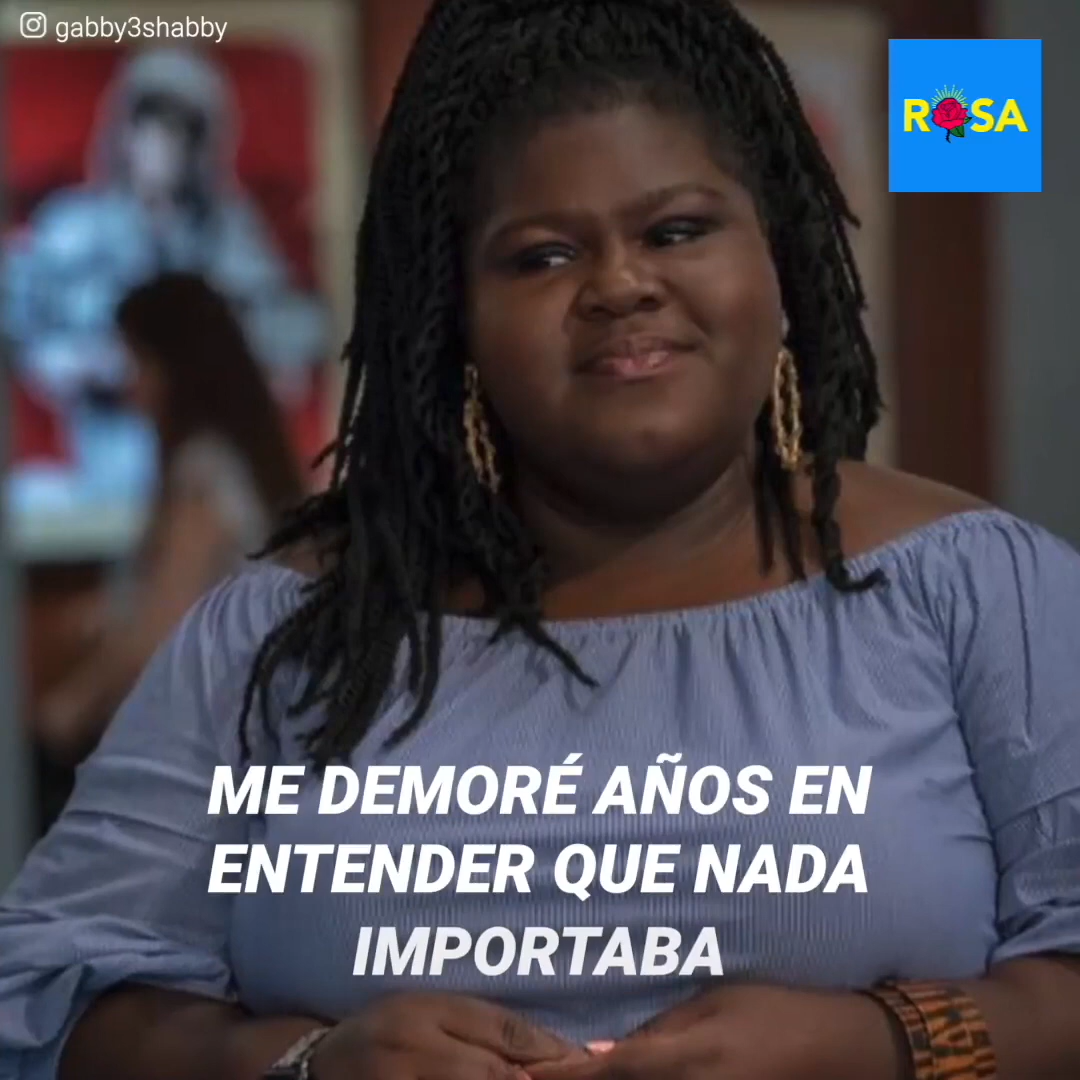 gabby3shabby
ROSA
ME DEMORÉ AÑOS EN
ENTENDER QUE NADA
IMPORTABA